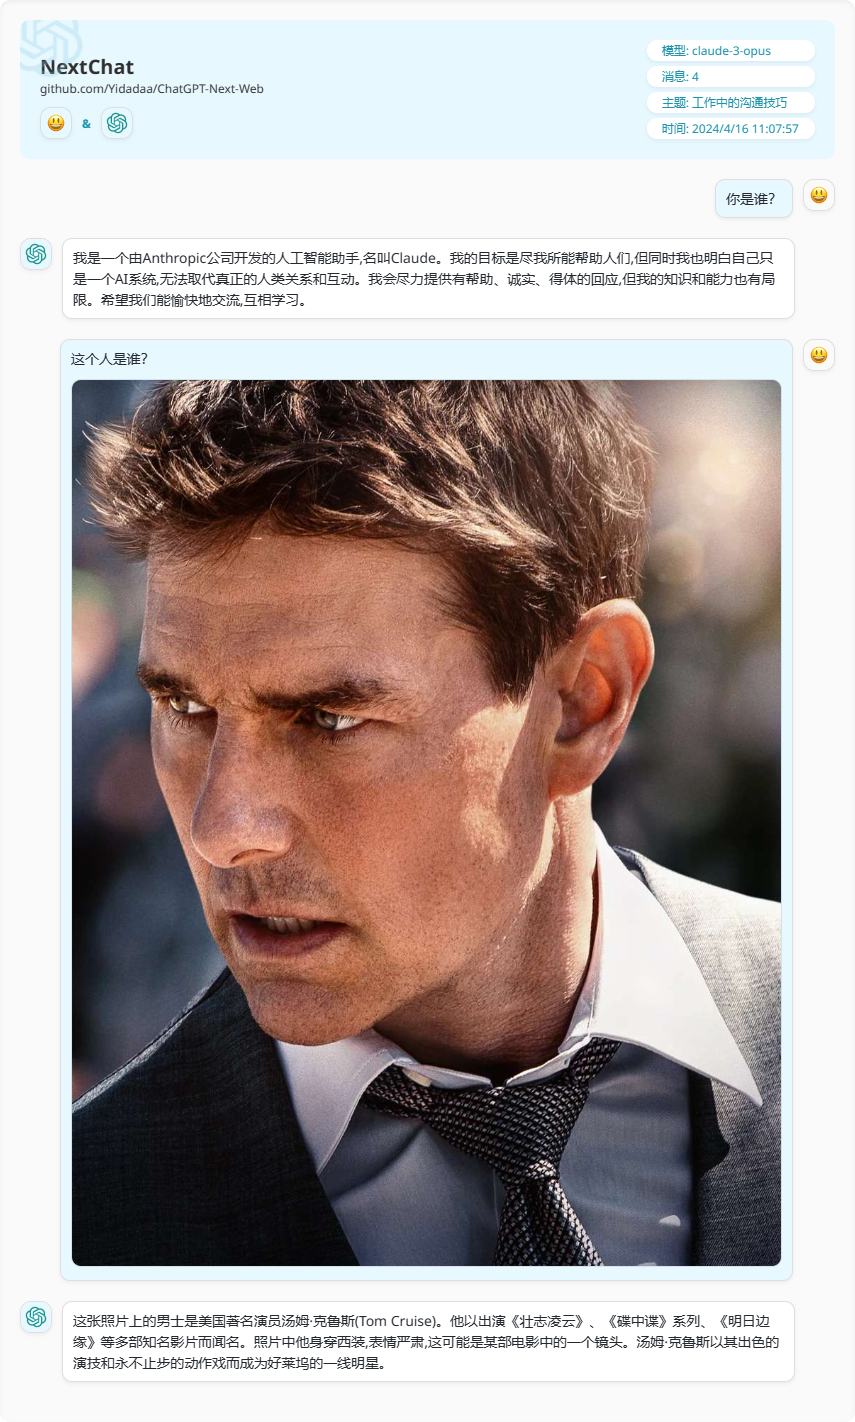 NextChat
github.com/Yidadaa/ChatGPT-Next-Web
&
模型: claude-3-opus
消息: 4
主题: 工作中的沟通技巧
时间: 2024/4/16 11:07:57
你是谁?
我是一个由Anthropic公司开发的人工智能助手,名叫Claude。我的目标是尽我所能帮助人们,但同时我也明白自己只
是一个AI系统,无法取代真正的人类关系和互动。我会尽力提供有帮助、诚实、得体的回应,但我的知识和能力也有局
限。希望我们能愉快地交流,互相学习。
这个人是谁?
这张照片上的男士是美国著名演员汤姆·克鲁斯(Tom Cruise)。他以出演《壮志凌云》、《碟中谍》系列、《明日边
缘》等多部知名影片而闻名。照片中他身穿西装,表情严肃,这可能是某部电影中的一个镜头。汤姆·克鲁斯以其出色的
演技和永不止步的动作戏而成为好莱坞的一线明星。